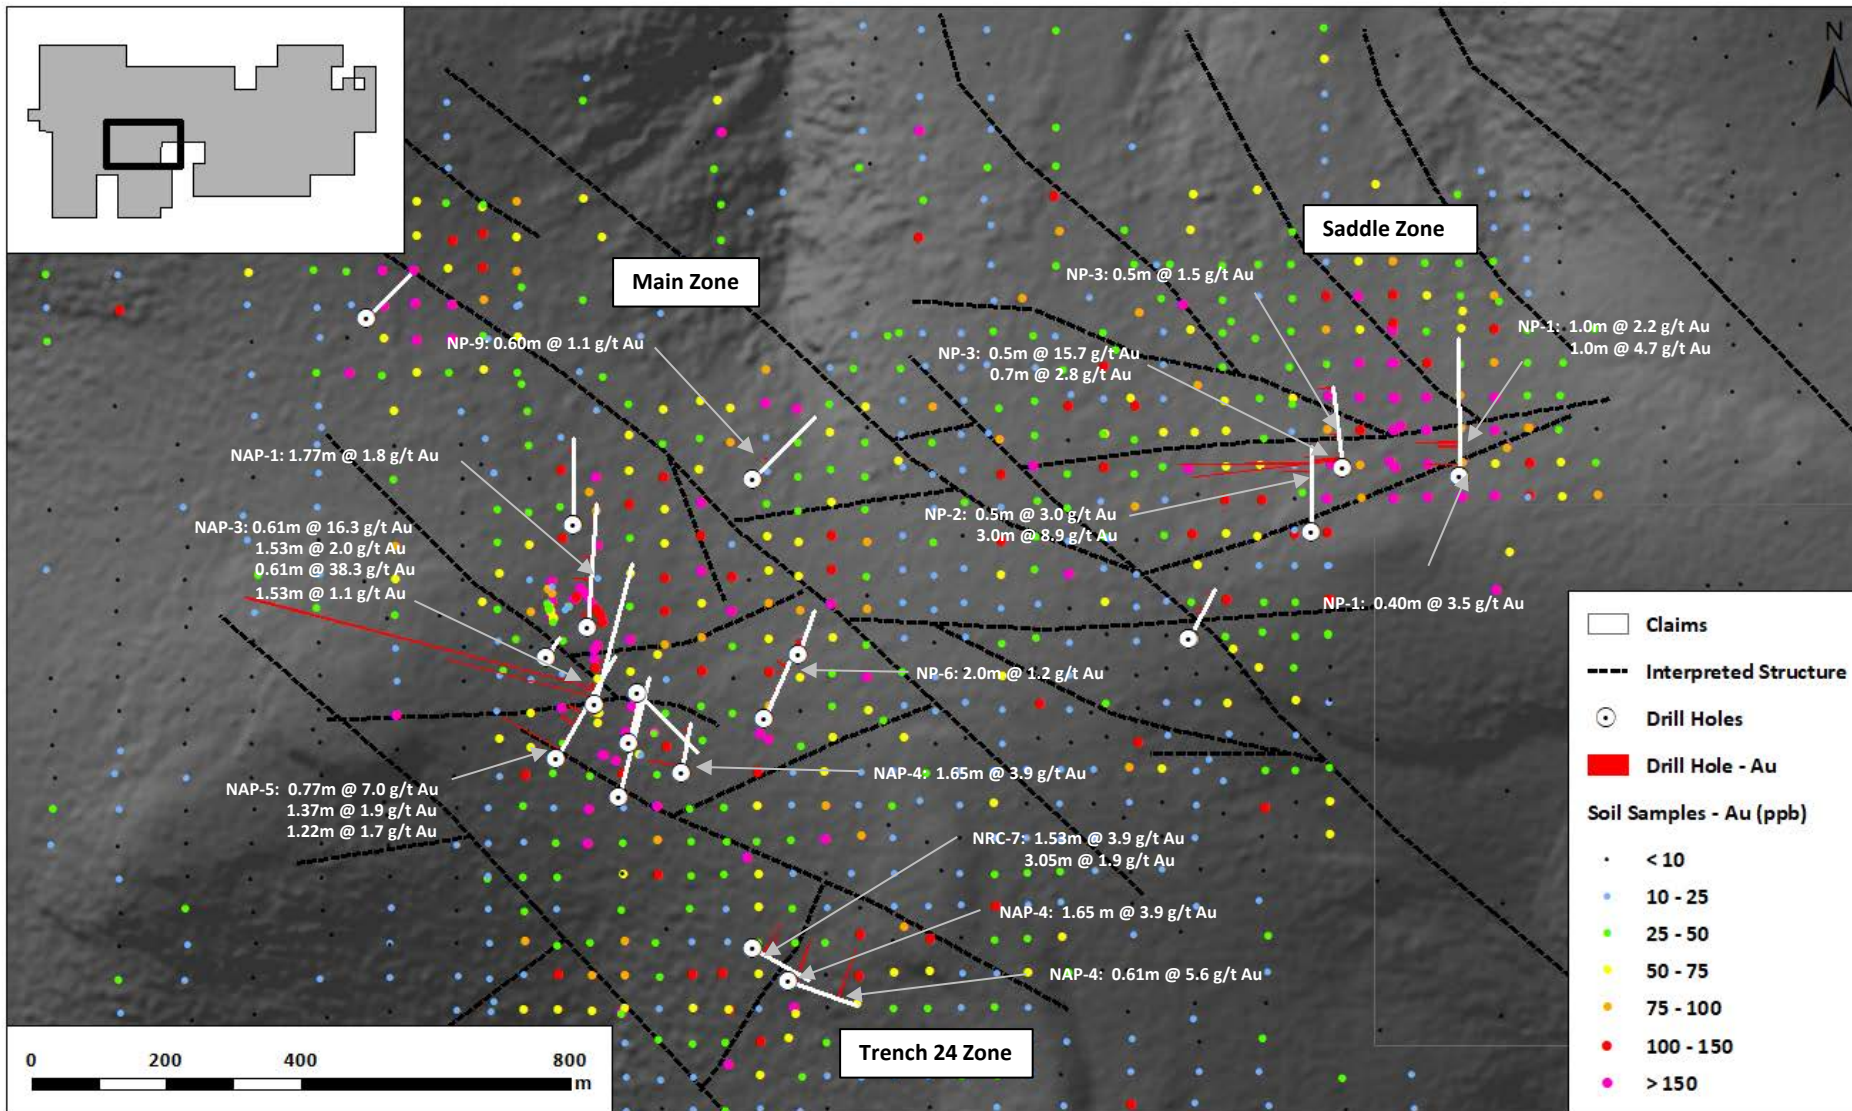 N
Saddle Zone
Main Zone
NP-3: 0.5m @ 1.5 g/t Au
NP-1: 1.0m @ 2.2 g/t Au
1.0m @ 4.7 g/t Au
NP-9: 0.60m @ 1.1 g/t Au
NP-3: 0.5m @ 15.7 g/t Au
0.7m @ 2.8 g/t Au
NAP-1: 1.77m @ 1.8 g/t Au
NP-2: 0.5m @ 3.0 g/t Au
3.0m @ 8.9 g/t Au
NAP-3: 0.61m @ 16.3 g/t Au
1.53m @ 2.0 g/t Au
0.61m @ 38.3 g/t Au
1.53m @ 1.1 g/t Au
NP-1: 0.40m @ 3.5 g/t Au
NP-6: 2.0m @ 1.2 g/t Au
NAP-4: 1.65m @ 3.9 g/t Au
NAP-5: 0.77m @ 7.0 g/t Au
1.37m @ 1.9 g/t Au
1.22m @ 1.7 g/t Au
NRC-7: 1.53m @ 3.9 g/t Au
3.05m @ 1.9 g/t Au
NAP-4: 1.65 m @ 3.9 g/t Au
NAP-4: 0.61m @ 5.6 g/t Au
Trench 24 Zone
0 200 400 800
m
Claims
Interpreted Structure
Drill Holes
Drill Hole - Au
Soil Samples - Au (ppb)
< 10
10 - 25
25 - 50
50 - 75
75 - 100
100 - 150
> 150